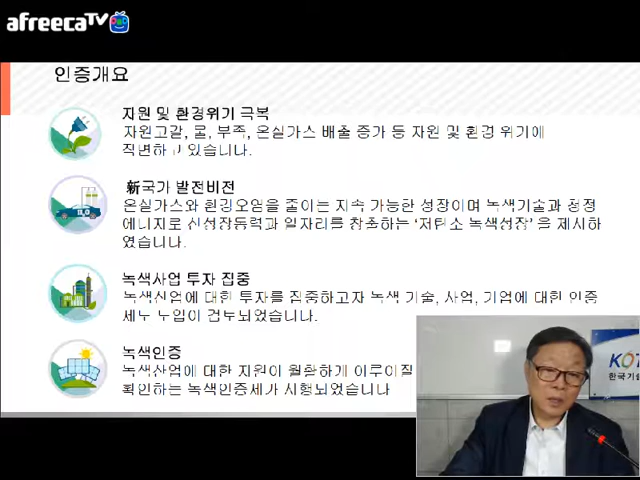 afreecaTV
인증개요
자원 및 환경위기 극복
자원고갈, 물, 부족, 온실가스 배출 증가 등 자원 및 환경 위기에
직면하고 있습니다.
新국가 발전비전
온실가스와 환경오염을 줄이는 지속 가능한 성장이며 녹색기술과 청정
에너지로 신성장동력과 일자리를 창출하는 ‘저탄소 녹색성장’ 을 제시하
였습니다.
H₂O
녹색사업 투자 집중
녹색산업에 대한 투자를 집중하고자 녹색 기술, 사업, 기업에 대한 인증
제도 도입이 검토되었습니다.
녹색인증
녹색산업에 대한 지원이 원활하게 이루어질
확인하는 녹색인증제가 시행되었습니다
한국기술